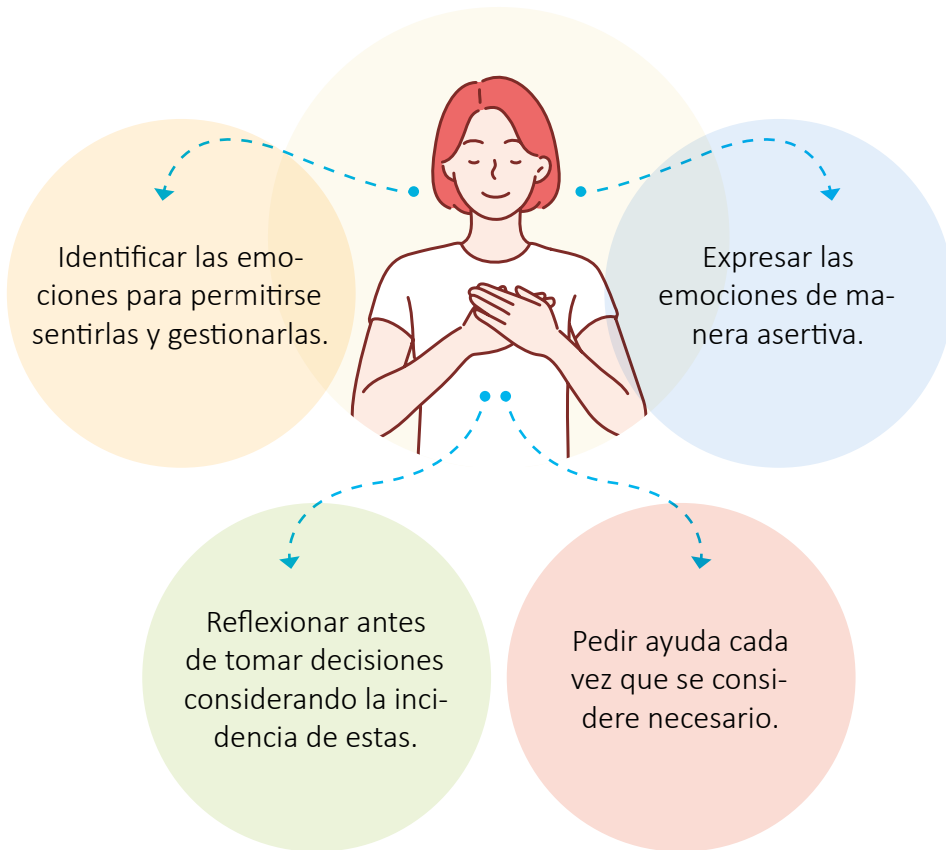 Identificar las emo-
ciones para permitirse
sentirlas y gestionarlas.
Expresar las
emociones de ma-
nera asertiva.
Reflexionar antes
de tomar decisiones
considerando la inci-
dencia de estas.
Pedir ayuda cada
vez que se consi-
dere necesario.